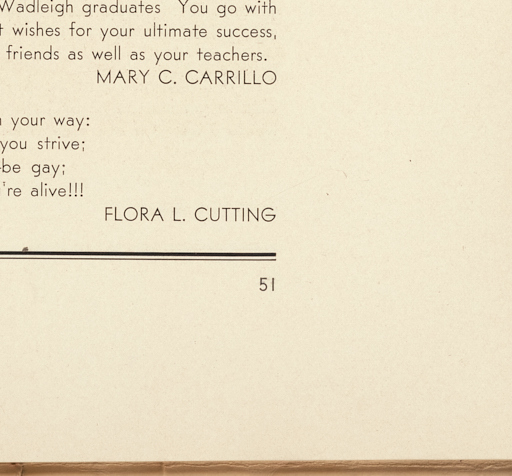 Wadleigh graduates You go with
t wishes for your ultimate success,
friends as well as your teachers.
MARY C. CARRILLO
n your way:
you strive;
be gay;
're alive!!!
FLORA L. CUTTING
51